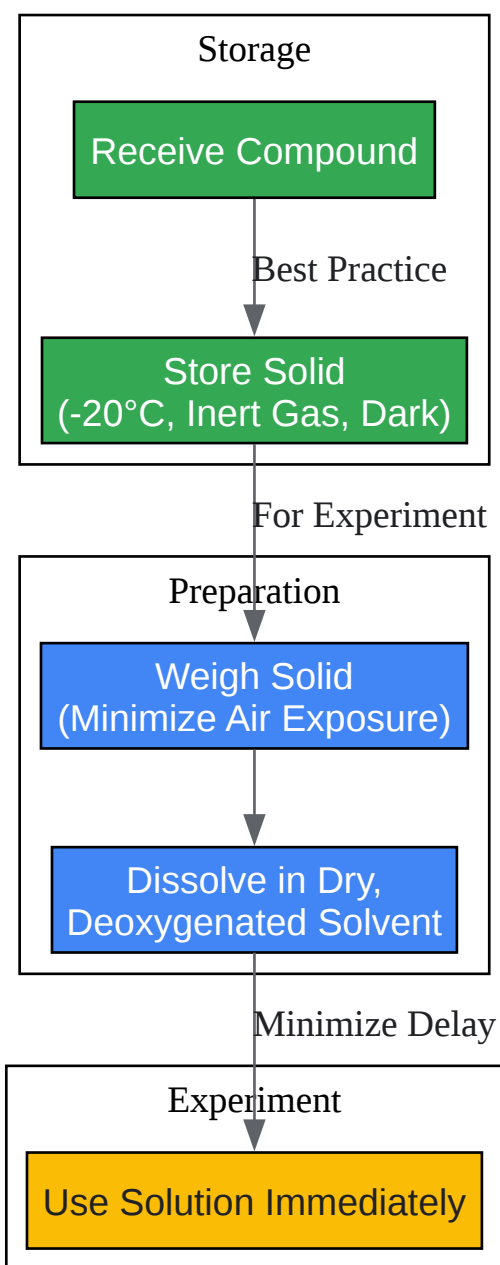 Storage
Receive Compound
Best Practice
Store Solid
(-20°C, Inert Gas, Dark)
For Experiment
Preparation
Weigh Solid
(Minimize Air Exposure)
Dissolve in Dry,
Deoxygenated Solvent
Minimize Delay
Experiment
Use Solution Immediately